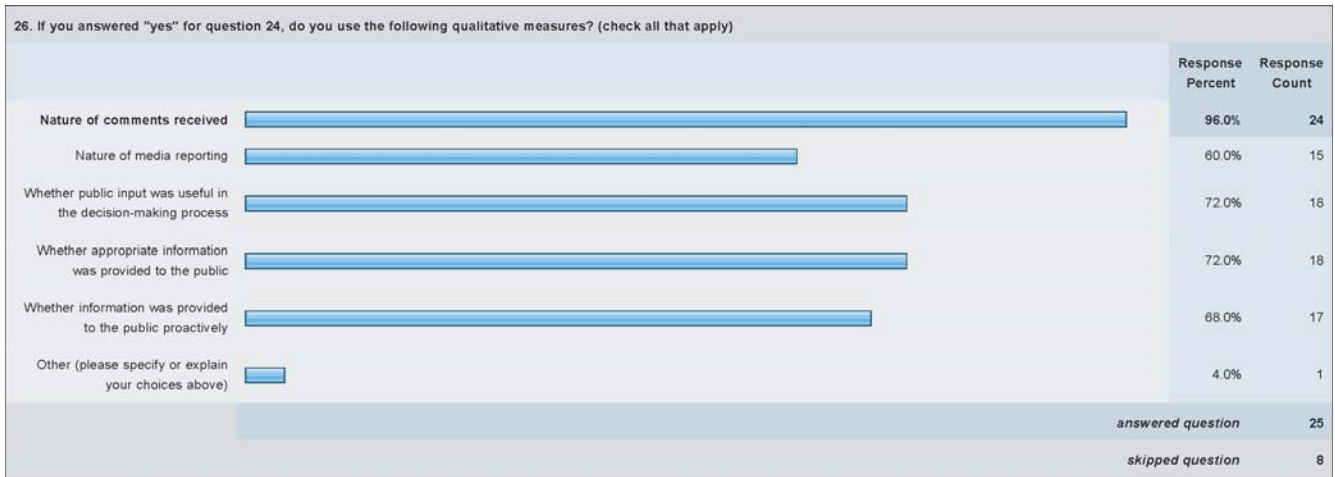 26. If you answered "yes" for question 24, do you use the following qualitative measures? (check all that apply)
Response Response
Percent Count
Nature of comments received 96.0% 24
Nature of media reporting 60.0% 15
Whether public input was useful in
the decision-making process 72.0% 18
Whether appropriate information
was provided to the public 72.0% 18
Whether information was provided
to the public proactively 68.0% 17
Other (please specify or explain
your choices above) 4.0% 1
answered question 25
skipped question 8